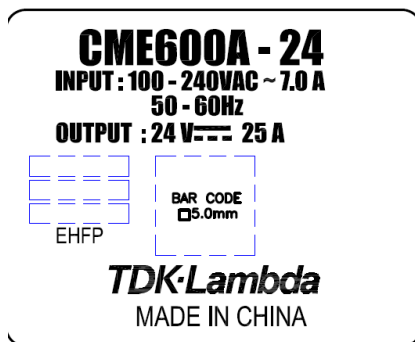 CME600A - 24
INPUT : 100 - 240VAC ~ 7.0 A
50 - 60Hz
OUTPUT : 24 V⎓ 25 A
BAR CODE
□5.0mm
EHFP
TDK·Lambda
MADE IN CHINA